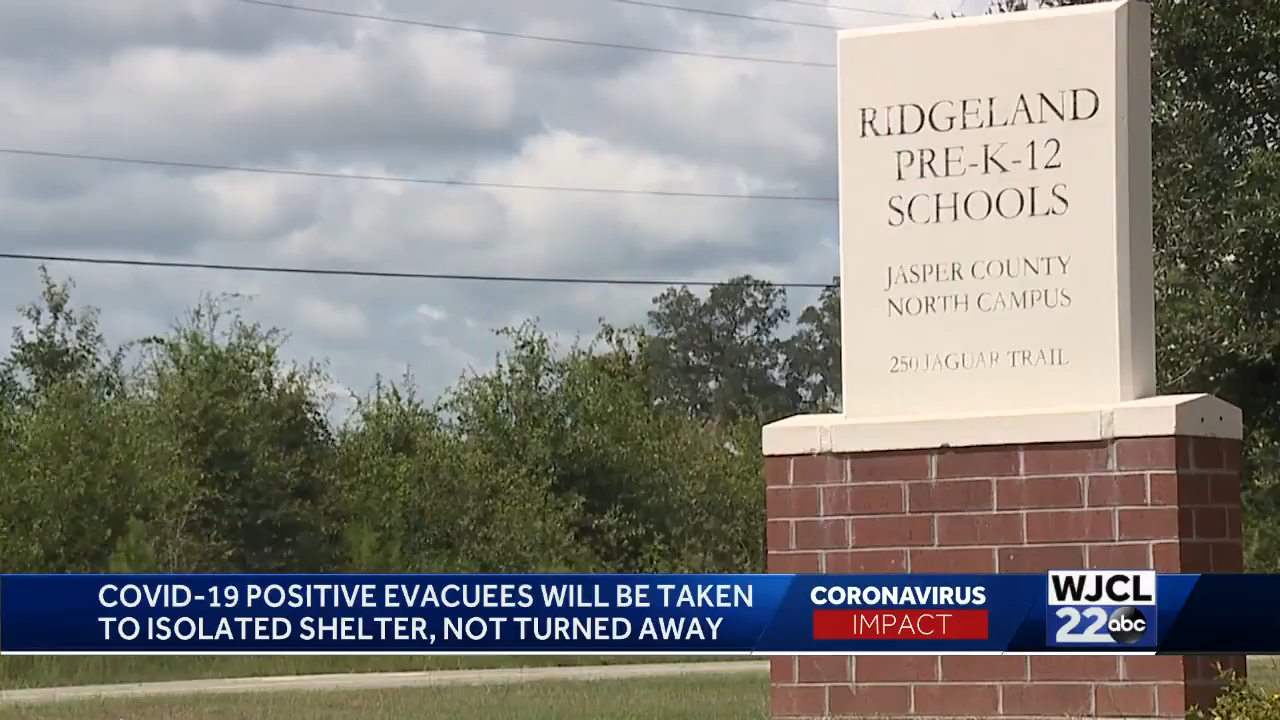 RIDGELAND
PRE-K-12
SCHOOLS
JASPER COUNTY
NORTH CAMPUS
250 JAGUAR TRAIL
COVID-19 POSITIVE EVACUEES WILL BE TAKEN
TO ISOLATED SHELTER, NOT TURNED AWAY
CORONAVIRUS
IMPACT
WJCL
22 abc